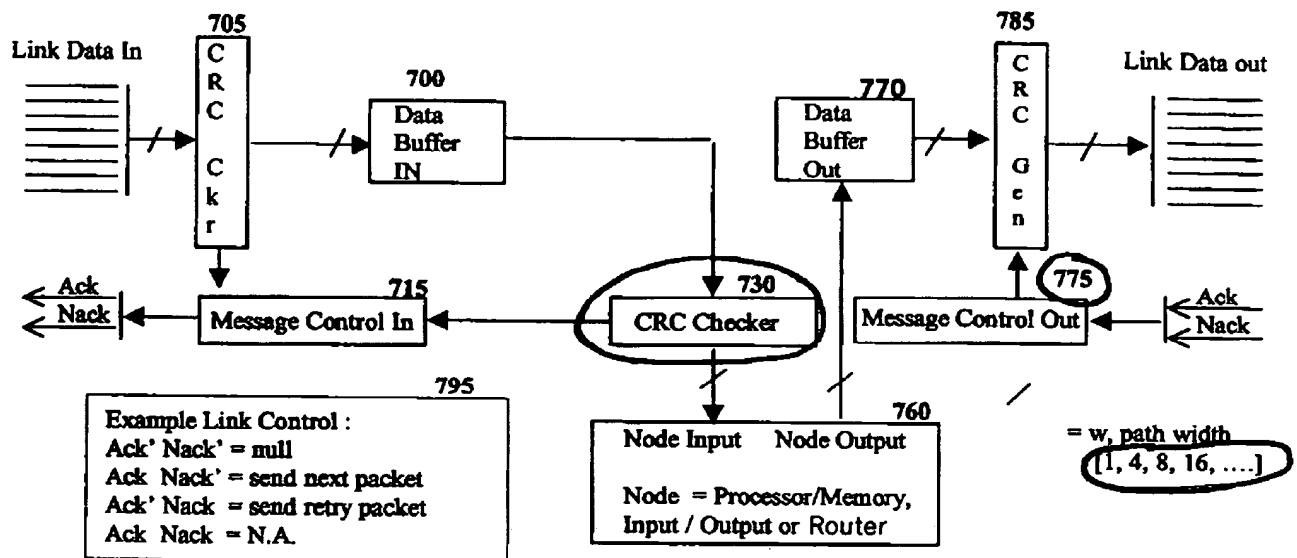 705
785
Link Data In
C
R
C
C
k
r
700
Data
Buffer
IN
770
Data
Buffer
Out
C
R
C
G
e
n
Link Data out
Ack
Nack
715
Message Control In
730
CRC Checker
775
Message Control Out
Ack
Nack
795
Example Link Control :
Ack' Nack' = null
Ack Nack' = send next packet
Ack' Nack = send retry packet
Ack Nack = N.A.
760
Node Input Node Output
Node = Processor/Memory,
Input / Output or Router
= w, path width
[1, 4, 8, 16, ....]